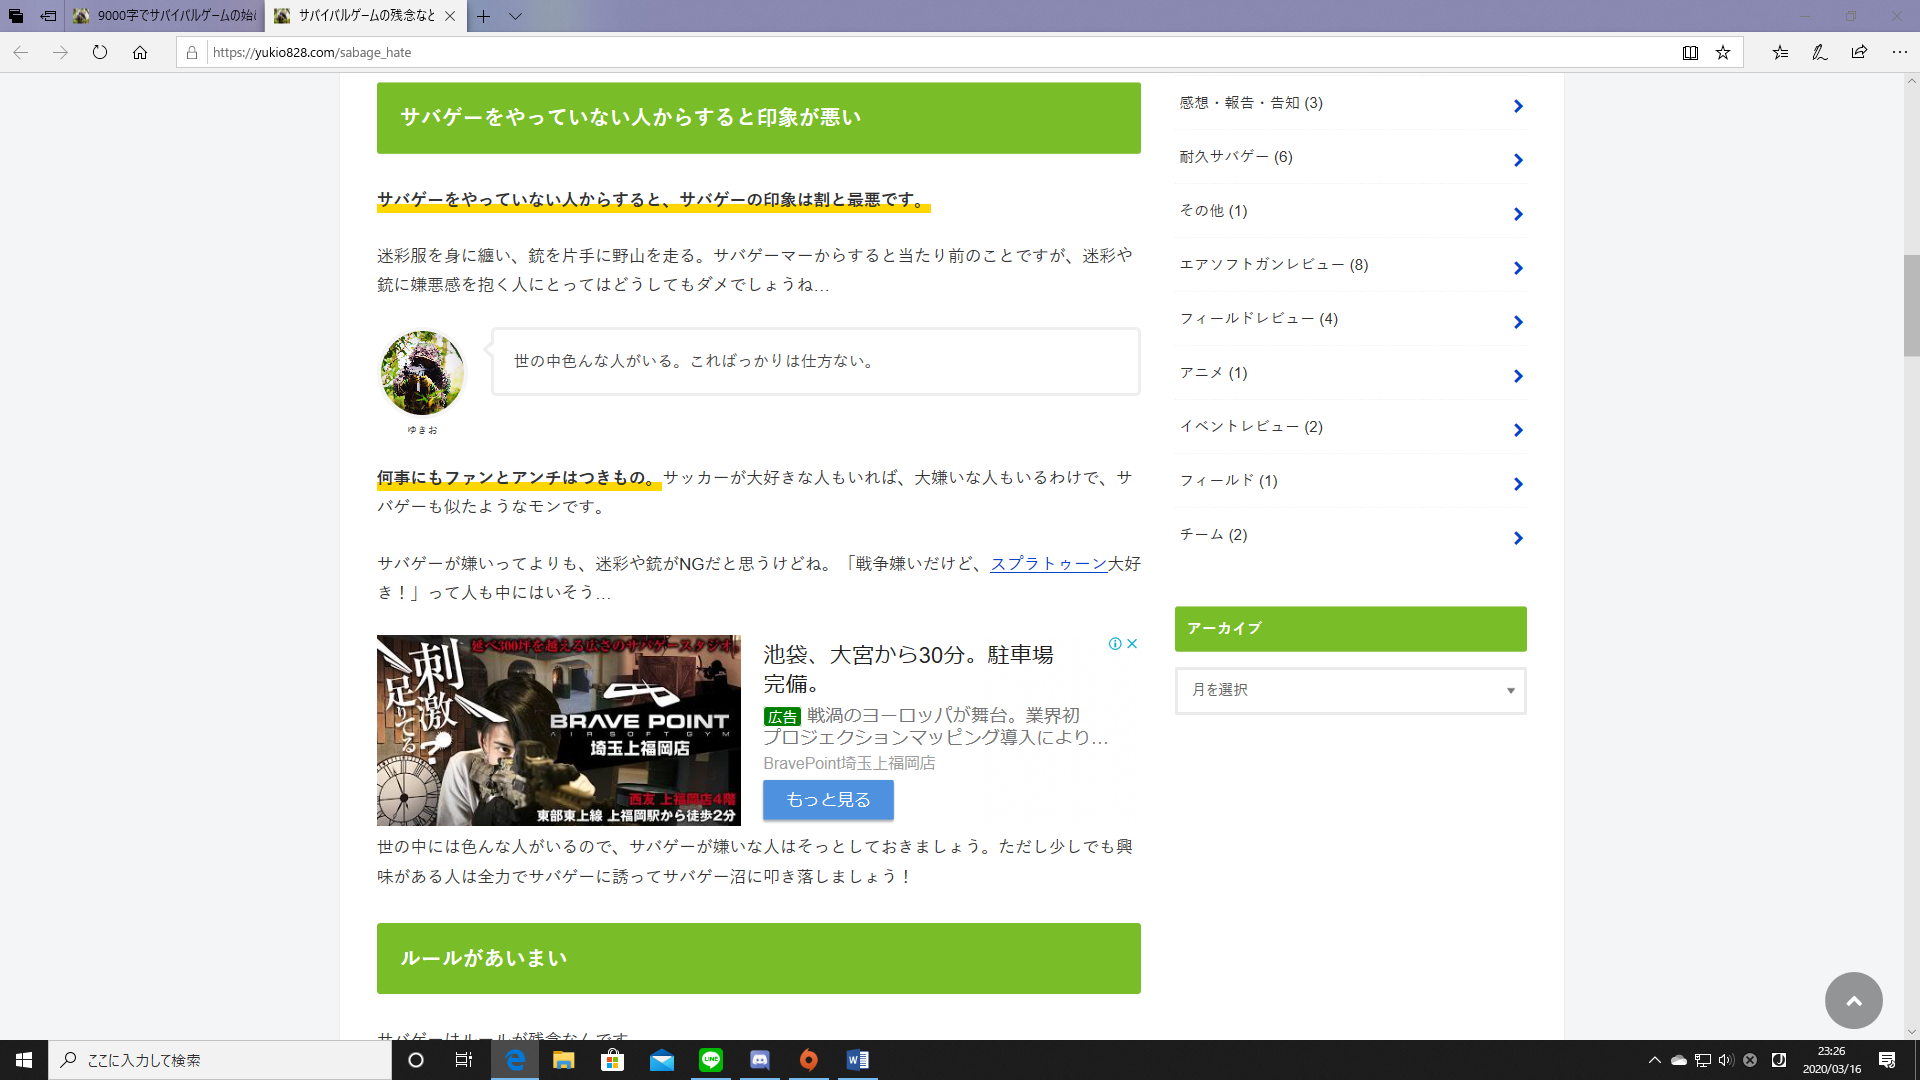 9000字でサバイバルゲームの始め
サバイバルゲームの残念なと
https://yukio828.com/sabage_hate
サバゲーをやっていない人からすると印象が悪い
サバゲーをやっていない人からすると、サバゲーの印象は割と最悪です。
迷彩服を身に纏い、銃を片手に野山を走る。サバゲーマーからすると当たり前のことですが、迷彩や
銃に嫌悪感を抱く人にとってはどうしてもダメでしょうね…
世の中色んな人がいる。こればっかりは仕方ない。
ゆきお
何事にもファンとアンチはつきもの。サッカーが大好きな人もいれば、大嫌いな人もいるわけで、サ
バゲーも似たようなモンです。
サバゲーが嫌いってよりも、迷彩や銃がNGだと思うけどね。「戦争嫌いだけど、スプラトゥーン大好
き！」って人も中にはいそう…
延べ300坪を越える広さのサバゲースタジオ
刺激
足りてる?
BRAVE POINT
AIRSOFT GYM
埼玉上福岡店
西友 上福岡店4階
東部東上線 上福岡駅から徒歩2分
池袋、大宮から30分。駐車場
完備。
広告 戦渦のヨーロッパが舞台。業界初
プロジェクションマッピング導入により...
BravePoint埼玉上福岡店
もっと見る
世の中には色んな人がいるので、サバゲーが嫌いな人はそっとしておきましょう。ただし少しでも興
味がある人は全力でサバゲーに誘ってサバゲー沼に叩き落しましょう！
ルールがあいまい
サバゲーはルールが残念なんです
感想・報告・告知 (3)
耐久サバゲー (6)
その他 (1)
エアソフトガンレビュー (8)
フィールドレビュー (4)
アニメ (1)
イベントレビュー (2)
フィールド (1)
チーム (2)
アーカイブ
月を選択
ここに入力して検索
23:26
2020/03/16